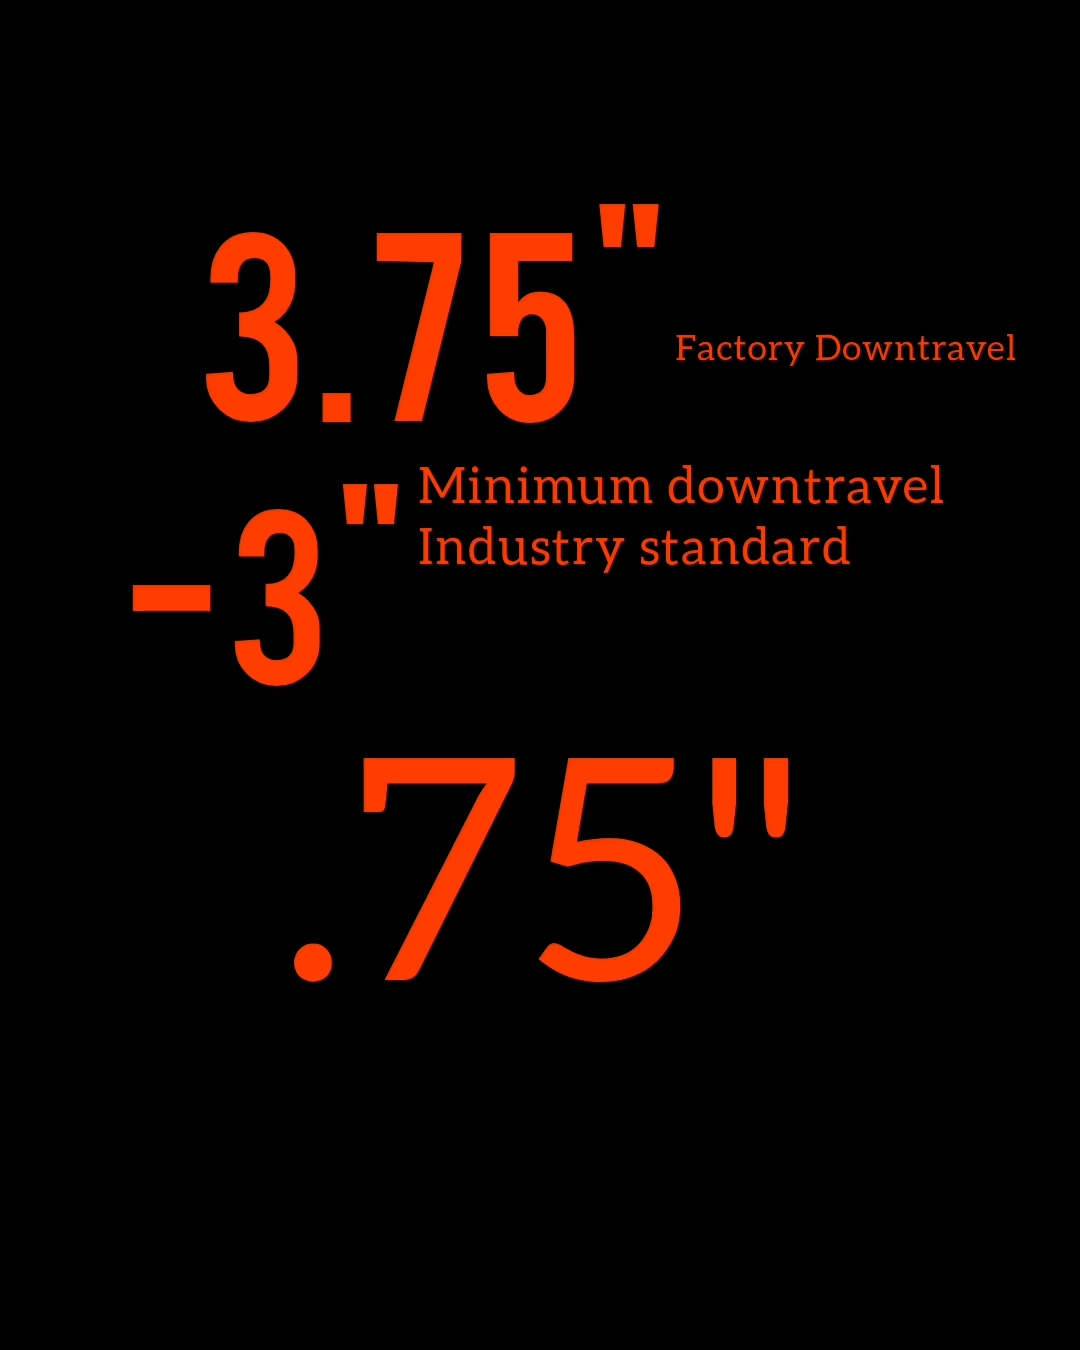 3.75" Factory Downtravel
-3" Minimum downtravel
Industry standard
.75"